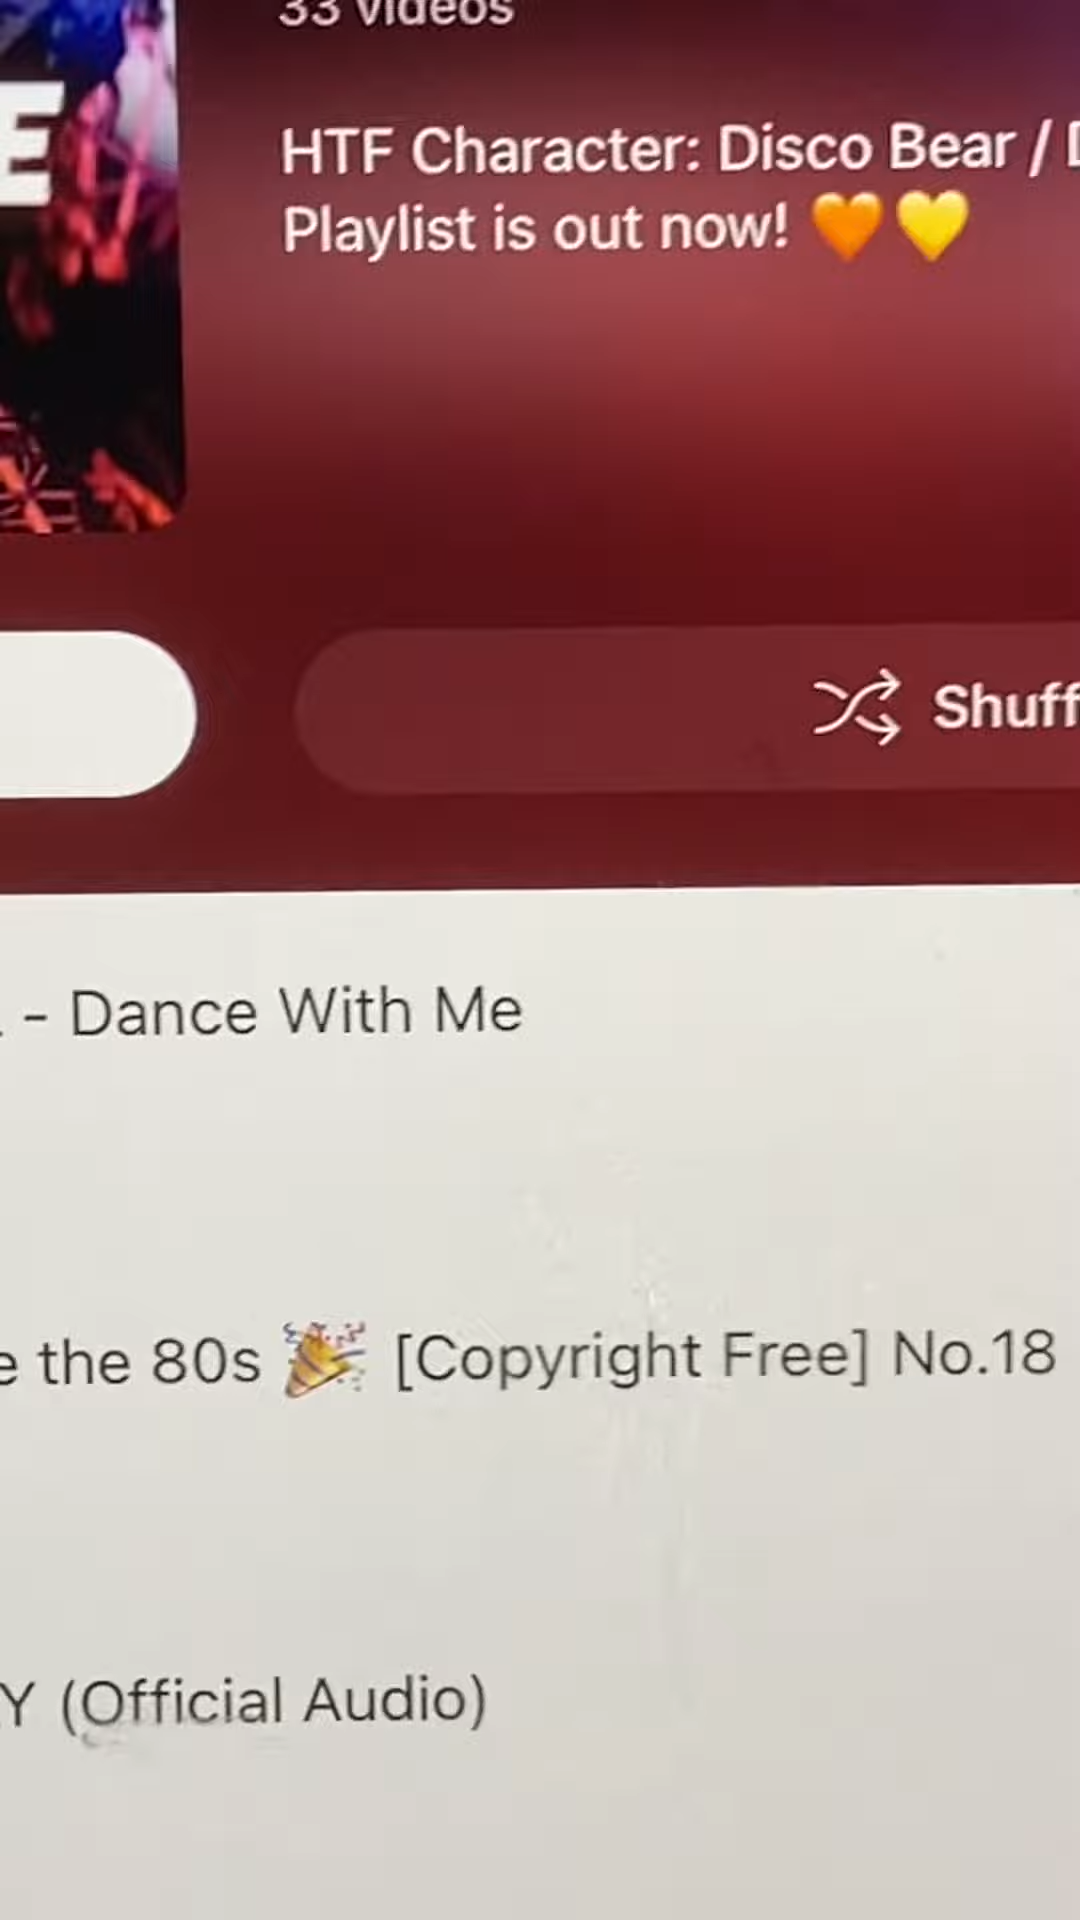 33 videos
E
HTF Character: Disco Bear /
Playlist is out now! 🧡💛
Shuff
- Dance With Me
e the 80s 🎉 [Copyright Free] No.18
Y (Official Audio)